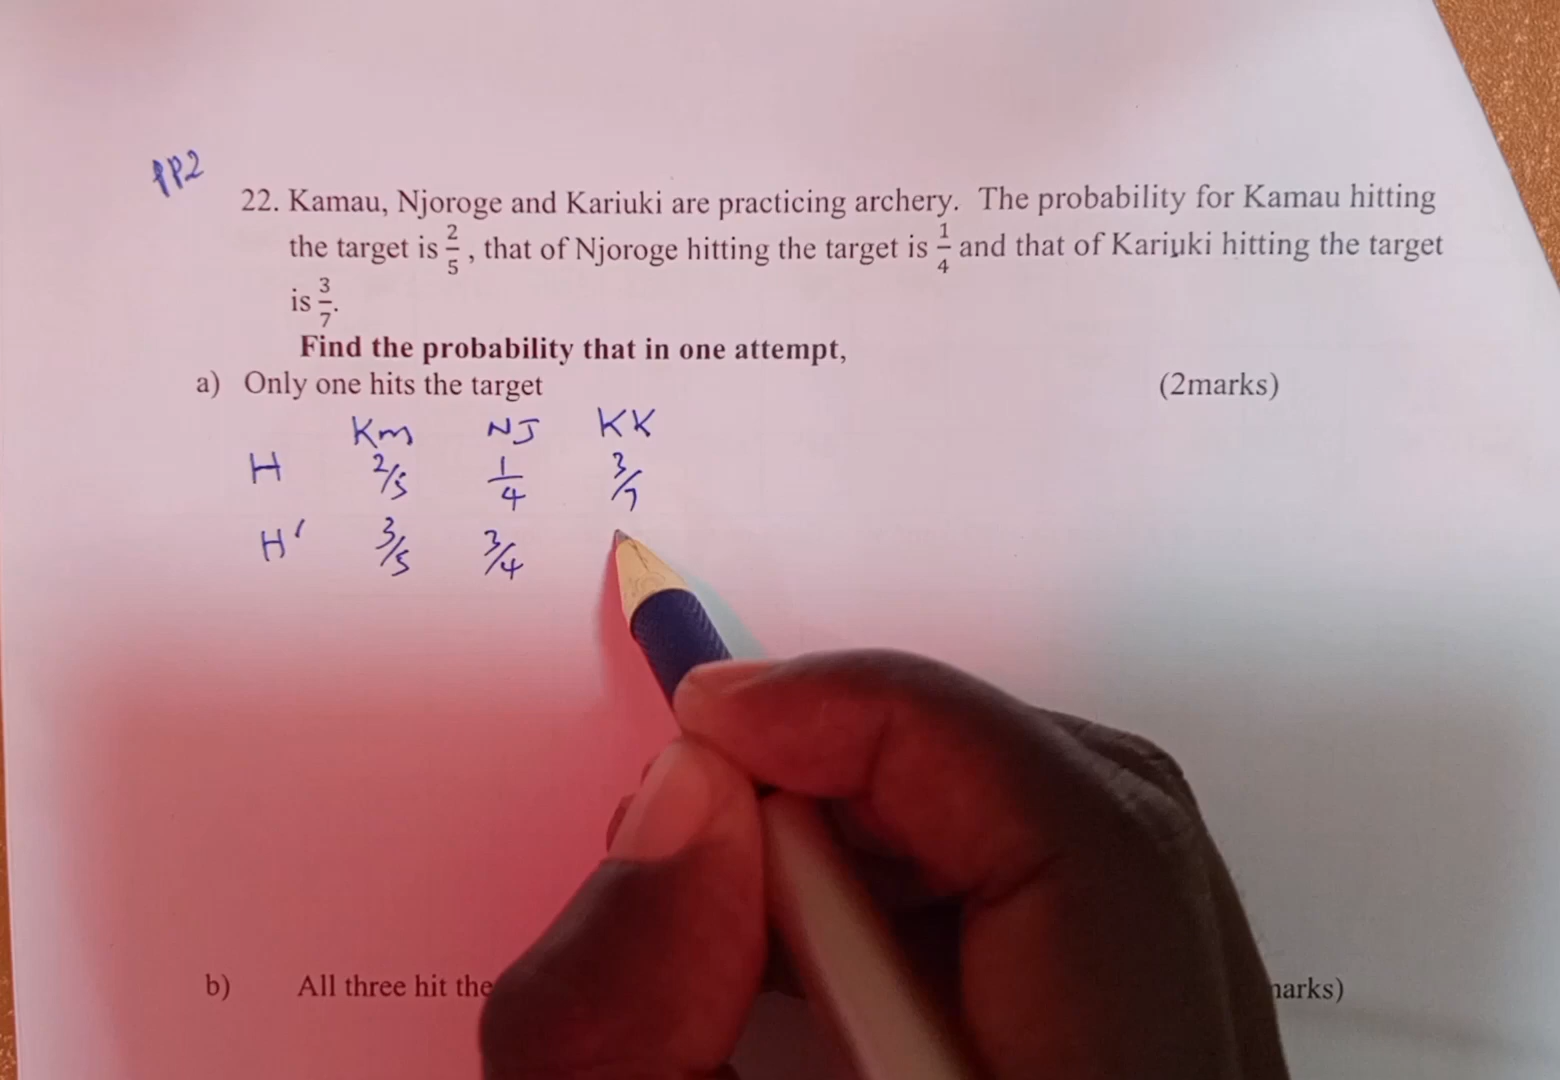 PP2
22. Kamau, Njoroge and Kariuki are practicing archery. The probability for Kamau hitting
the target is 2/5 , that of Njoroge hitting the target is 1/4 and that of Kariuki hitting the target
is 3/7.
Find the probability that in one attempt,
a) Only one hits the target (2marks)
Km NJ KK
H 2/5 1/4 3/7
H' 3/5 3/4
b) All three hit the